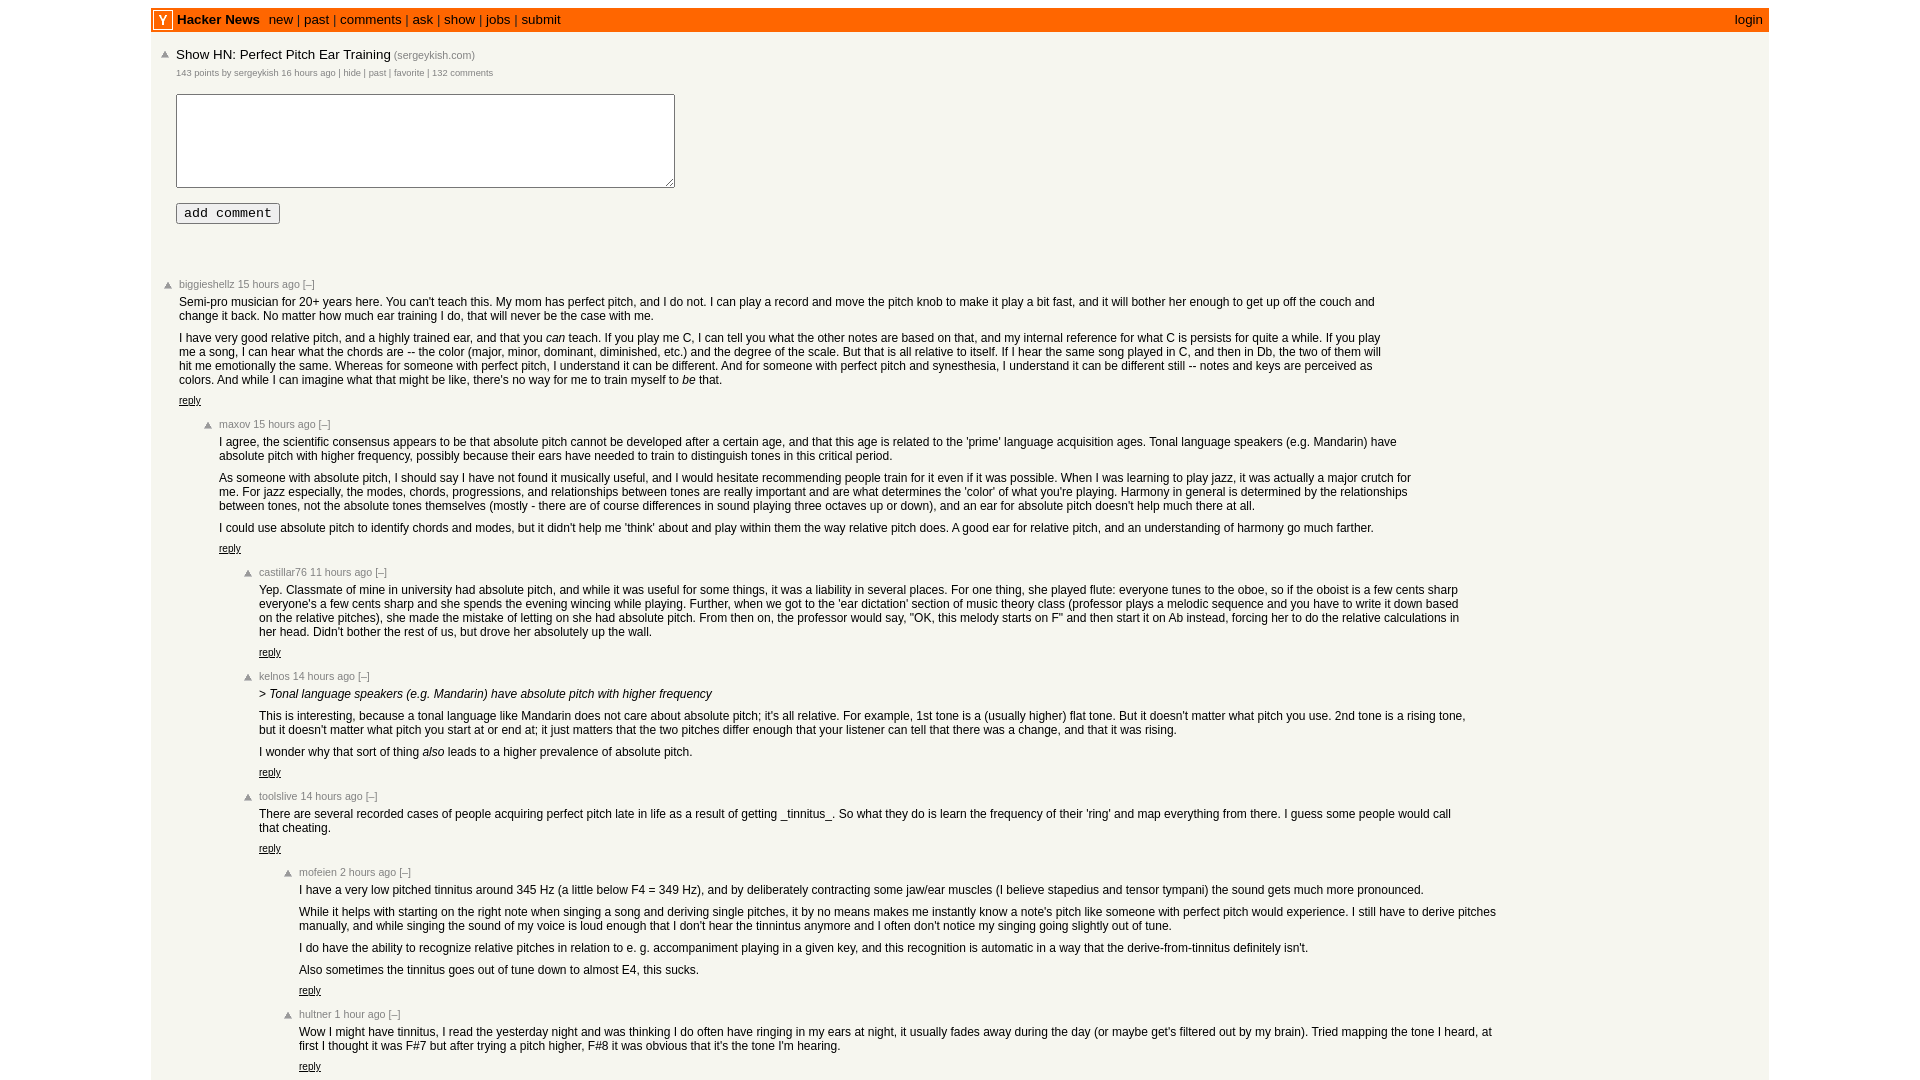 Y Hacker News new | past | comments | ask | show | jobs | submit login
Show HN: Perfect Pitch Ear Training (sergeykish.com)
143 points by sergeykish 16 hours ago | hide | past | favorite | 132 comments
add comment
biggieshellz 15 hours ago [–]
Semi-pro musician for 20+ years here. You can't teach this. My mom has perfect pitch, and I do not. I can play a record and move the pitch knob to make it play a bit fast, and it will bother her enough to get up off the couch and
change it back. No matter how much ear training I do, that will never be the case with me.
I have very good relative pitch, and a highly trained ear, and that you can teach. If you play me C, I can tell you what the other notes are based on that, and my internal reference for what C is persists for quite a while. If you play
me a song, I can hear what the chords are -- the color (major, minor, dominant, diminished, etc.) and the degree of the scale. But that is all relative to itself. If I hear the same song played in C, and then in Db, the two of them will
hit me emotionally the same. Whereas for someone with perfect pitch, I understand it can be different. And for someone with perfect pitch and synesthesia, I understand it can be different still -- notes and keys are perceived as
colors. And while I can imagine what that might be like, there's no way for me to train myself to be that.
reply
maxov 15 hours ago [–]
I agree, the scientific consensus appears to be that absolute pitch cannot be developed after a certain age, and that this age is related to the 'prime' language acquisition ages. Tonal language speakers (e.g. Mandarin) have
absolute pitch with higher frequency, possibly because their ears have needed to train to distinguish tones in this critical period.
As someone with absolute pitch, I should say I have not found it musically useful, and I would hesitate recommending people train for it even if it was possible. When I was learning to play jazz, it was actually a major crutch for
me. For jazz especially, the modes, chords, progressions, and relationships between tones are really important and are what determines the 'color' of what you're playing. Harmony in general is determined by the relationships
between tones, not the absolute tones themselves (mostly - there are of course differences in sound playing three octaves up or down), and an ear for absolute pitch doesn't help much there at all.
I could use absolute pitch to identify chords and modes, but it didn't help me 'think' about and play within them the way relative pitch does. A good ear for relative pitch, and an understanding of harmony go much farther.
reply
castillar76 11 hours ago [–]
Yep. Classmate of mine in university had absolute pitch, and while it was useful for some things, it was a liability in several places. For one thing, she played flute: everyone tunes to the oboe, so if the oboist is a few cents sharp
everyone's a few cents sharp and she spends the evening wincing while playing. Further, when we got to the 'ear dictation' section of music theory class (professor plays a melodic sequence and you have to write it down based
on the relative pitches), she made the mistake of letting on she had absolute pitch. From then on, the professor would say, "OK, this melody starts on F" and then start it on Ab instead, forcing her to do the relative calculations in
her head. Didn't bother the rest of us, but drove her absolutely up the wall.
reply
kelnos 14 hours ago [–]
> Tonal language speakers (e.g. Mandarin) have absolute pitch with higher frequency
This is interesting, because a tonal language like Mandarin does not care about absolute pitch; it's all relative. For example, 1st tone is a (usually higher) flat tone. But it doesn't matter what pitch you use. 2nd tone is a rising tone,
but it doesn't matter what pitch you start at or end at; it just matters that the two pitches differ enough that your listener can tell that there was a change, and that it was rising.
I wonder why that sort of thing also leads to a higher prevalence of absolute pitch.
reply
toolslive 14 hours ago [–]
There are several recorded cases of people acquiring perfect pitch late in life as a result of getting _tinnitus_. So what they do is learn the frequency of their 'ring' and map everything from there. I guess some people would call
that cheating.
reply
mofeien 2 hours ago [–]
I have a very low pitched tinnitus around 345 Hz (a little below F4 = 349 Hz), and by deliberately contracting some jaw/ear muscles (I believe stapedius and tensor tympani) the sound gets much more pronounced.
While it helps with starting on the right note when singing a song and deriving single pitches, it by no means makes me instantly know a note's pitch like someone with perfect pitch would experience. I still have to derive pitches
manually, and while singing the sound of my voice is loud enough that I don't hear the tinnintus anymore and I often don't notice my singing going slightly out of tune.
I do have the ability to recognize relative pitches in relation to e. g. accompaniment playing in a given key, and this recognition is automatic in a way that the derive-from-tinnitus definitely isn't.
Also sometimes the tinnitus goes out of tune down to almost E4, this sucks.
reply
hultner 1 hour ago [–]
Wow I might have tinnitus, I read the yesterday night and was thinking I do often have ringing in my ears at night, it usually fades away during the day (or maybe get's filtered out by my brain). Tried mapping the tone I heard, at
first I thought it was F#7 but after trying a pitch higher, F#8 it was obvious that it's the tone I'm hearing.
reply